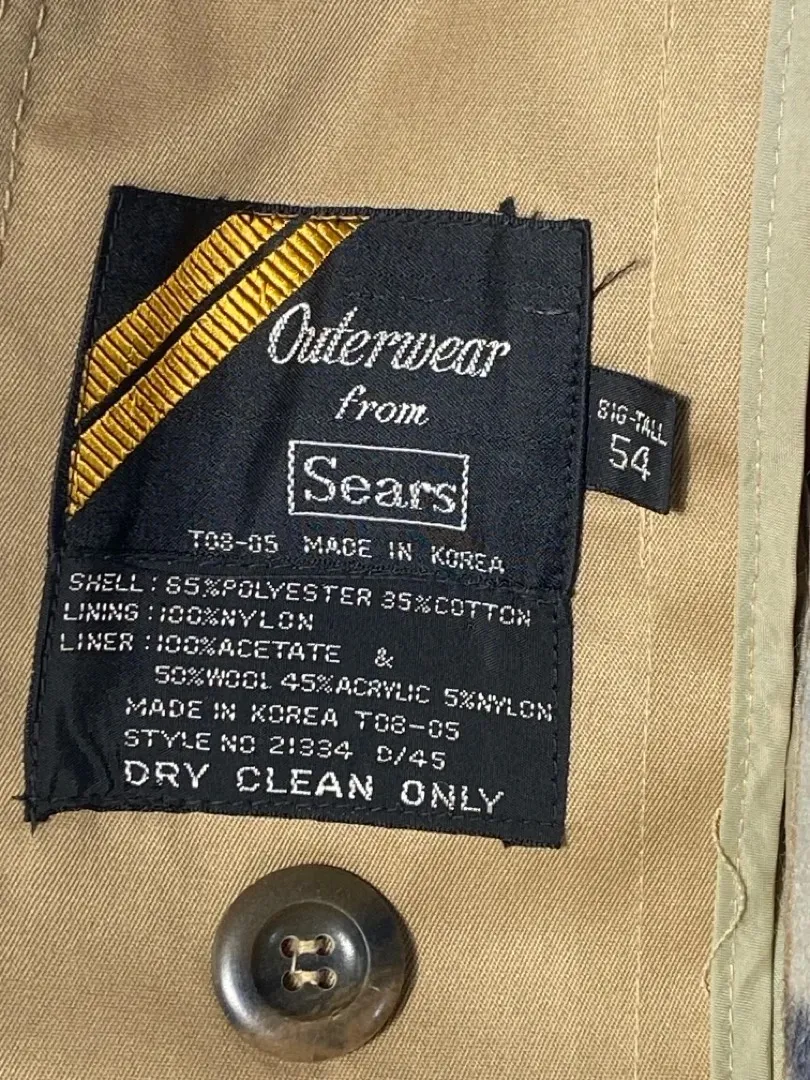 Outerwear
from
Sears
T08-05 MADE IN KOREA
BIG-TALL
54
SHELL: 65%POLYESTER 35%COTTON
LINING: 100%NYLON
LINER: 100%ACETATE &
50%WOOL 45%ACRYLIC 5%NYLON
MADE IN KOREA T08-05
STYLE NO 21334 D/45
DRY CLEAN ONLY